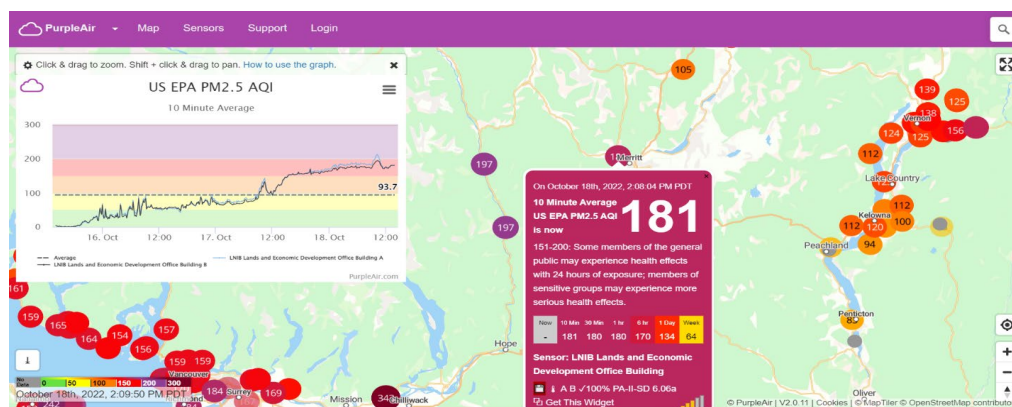 PurpleAir Map Sensors Support Login
Click & drag to zoom. Shift + click & drag to pan. How to use the graph.
US EPA PM2.5 AQI
10 Minute Average
300
200
100
0
93.7
16. Oct 12:00 17. Oct 12:00 18. Oct 12:00
Average
LNIB Lands and Economic Development Office Building A
LNIB Lands and Economic Development Office Building B
PurpleAir.com
105
197
197
Merritt
On October 18th, 2022, 2:08:04 PM PDT
10 Minute Average
US EPA PM2.5 AQI
is now
181
151-200: Some members of the general
public may experience health effects
with 24 hours of exposure; members of
sensitive groups may experience more
serious health effects.
Now 10 Min 30 Min 1 hr 6 hr 1 Day Week
- 181 180 180 170 134 64
Sensor: LNIB Lands and Economic
Development Office Building
A B ✓100% PA-II-SD 6.06a
Get This Widget
139
125
138
Vernon
124
125
156
112
Lake Country
112
Kelowna
112
120
100
94
Peachland
Penticton
Oliver
161
159
165
164
154
157
156
159
159
Vancouver
184
Surrey
169
Hope
Mission
Chilliwack
No Data 0 50 100 150 200 300
October 18th, 2022, 2:09:50 PM PDT
© PurpleAir | V2.0.11 | Cookies | © MapTiler © OpenStreetMap contributo